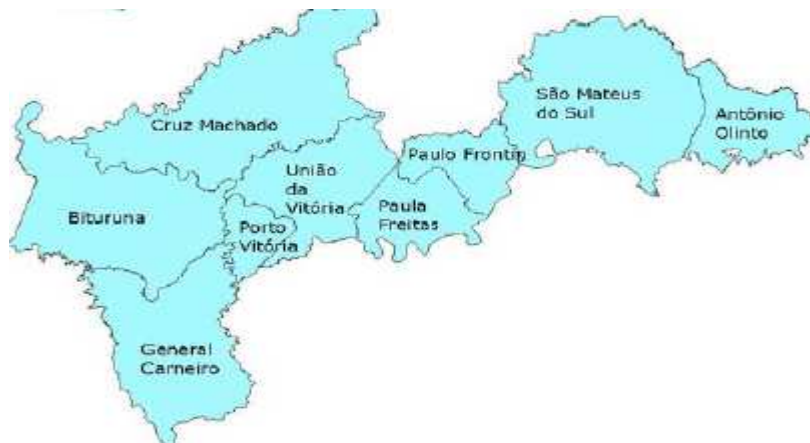 São Mateus
do Sul
Antônio
Olinto
Cruz Machado
Paulo Frontin
União
da
Vitória
Bituruna
Porto
Vitória
Paula
Freitas
General
Carneiro